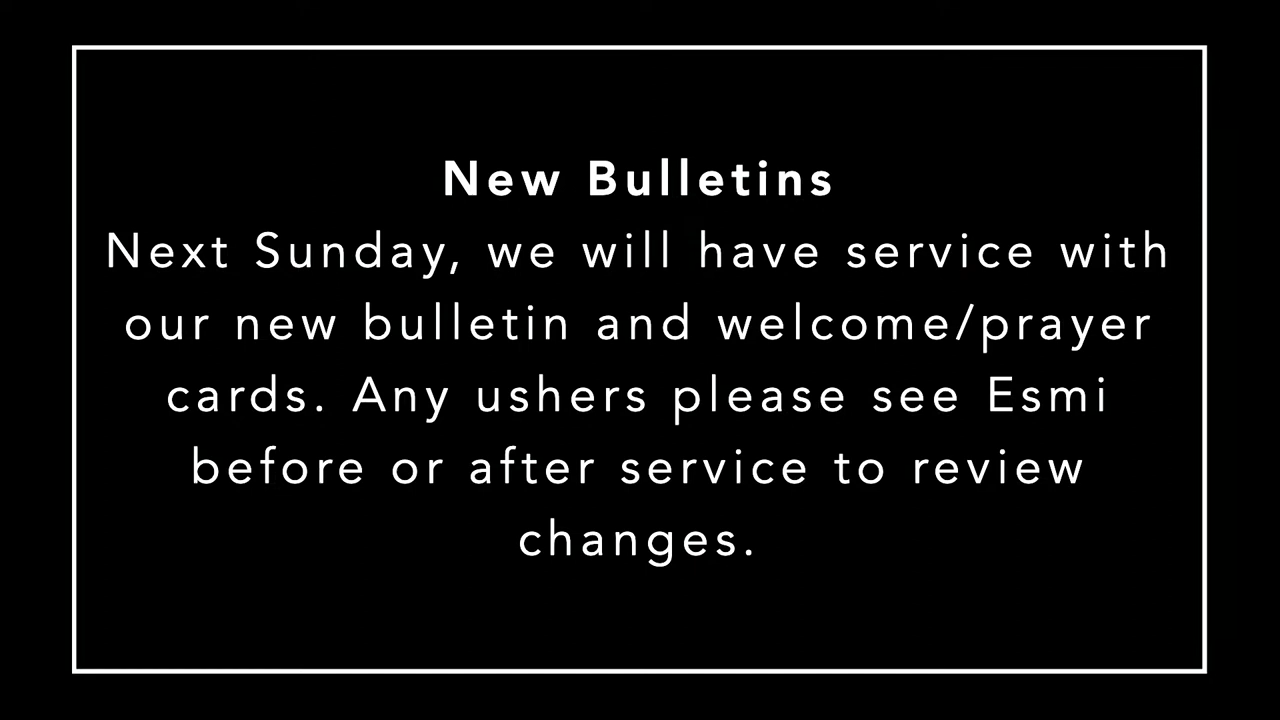 New Bulletins
Next Sunday, we will have service with
our new bulletin and welcome/prayer
cards. Any ushers please see Esmi
before or after service to review
changes.